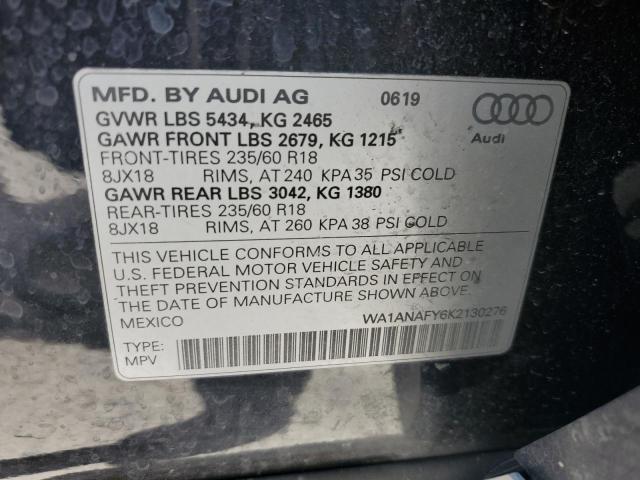 MFD. BY AUDI AG 0619
GVWR LBS 5434, KG 2465
GAWR FRONT LBS 2679, KG 1215
Audi
FRONT-TIRES 235/60 R18
8JX18 RIMS, AT 240 KPA 35 PSI COLD
GAWR REAR LBS 3042, KG 1380
REAR-TIRES 235/60 R18
8JX18 RIMS, AT 260 KPA 38 PSI COLD
THIS VEHICLE CONFORMS TO ALL APPLICABLE
U.S. FEDERAL MOTOR VEHICLE SAFETY AND
THEFT PREVENTION STANDARDS IN EFFECT ON
THE DATE OF MANUFACTURE SHOWN ABOVE.
MEXICO WA1ANAFY6K2130276
TYPE:
MPV